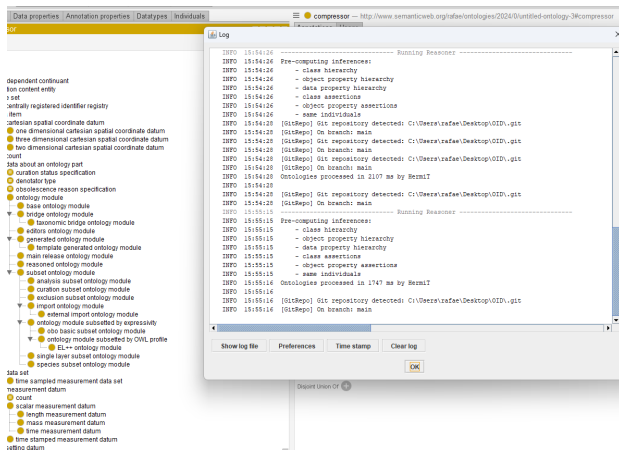 Data properties Annotation properties Datatypes Individuals
sor
compressor — http://www.semanticweb.org/rafae/ontologies/2024/0/untitled-ontology-3#compressor
dependent continuant
tion content entity
e set
centrally registered identifier registry
item
cartesian spatial coordinate datum
one dimensional cartesian spatial coordinate datum
three dimensional cartesian spatial coordinate datum
two dimensional cartesian spatial coordinate datum
count
data about an ontology part
curation status specification
denotator type
obsolescence reason specification
ontology module
base ontology module
bridge ontology module
taxonomic bridge ontology module
editors ontology module
generated ontology module
template generated ontology module
main release ontology module
reasoned ontology module
subset ontology module
analysis subset ontology module
curation subset ontology module
exclusion subset ontology module
import ontology module
external import ontology module
ontology module subsetted by expressivity
obo basic subset ontology module
ontology module subsetted by OWL profile
EL++ ontology module
single layer subset ontology module
species subset ontology module
data set
time sampled measurement data set
measurement datum
count
scalar measurement datum
length measurement datum
mass measurement datum
time measurement datum
time stamped measurement datum
setting datum
Log
INFO 15:54:26 ------------------------------- Running Reasoner -------------------------------
INFO 15:54:26 Pre-computing inferences:
INFO 15:54:26 - class hierarchy
INFO 15:54:26 - object property hierarchy
INFO 15:54:26 - data property hierarchy
INFO 15:54:26 - class assertions
INFO 15:54:26 - object property assertions
INFO 15:54:26 - same individuals
INFO 15:54:28 [GitRepo] Git repository detected: C:\Users\rafae\Desktop\OID\.git
INFO 15:54:28 [GitRepo] On branch: main
INFO 15:54:28 [GitRepo] Git repository detected: C:\Users\rafae\Desktop\OID\.git
INFO 15:54:28 [GitRepo] On branch: main
INFO 15:54:28 [GitRepo] Git repository detected: C:\Users\rafae\Desktop\OID\.git
INFO 15:54:28 [GitRepo] On branch: main
INFO 15:54:28 Ontologies processed in 2107 ms by HermiT
INFO 15:54:28
INFO 15:54:28 [GitRepo] Git repository detected: C:\Users\rafae\Desktop\OID\.git
INFO 15:54:28 [GitRepo] On branch: main
INFO 15:55:15 ------------------------------- Running Reasoner -------------------------------
INFO 15:55:15 Pre-computing inferences:
INFO 15:55:15 - class hierarchy
INFO 15:55:15 - object property hierarchy
INFO 15:55:15 - data property hierarchy
INFO 15:55:15 - class assertions
INFO 15:55:15 - object property assertions
INFO 15:55:15 - same individuals
INFO 15:55:16 Ontologies processed in 1747 ms by HermiT
INFO 15:55:16
INFO 15:55:16 [GitRepo] Git repository detected: C:\Users\rafae\Desktop\OID\.git
INFO 15:55:16 [GitRepo] On branch: main
Show log file Preferences Time stamp Clear log
OK
Disjoint Union Of